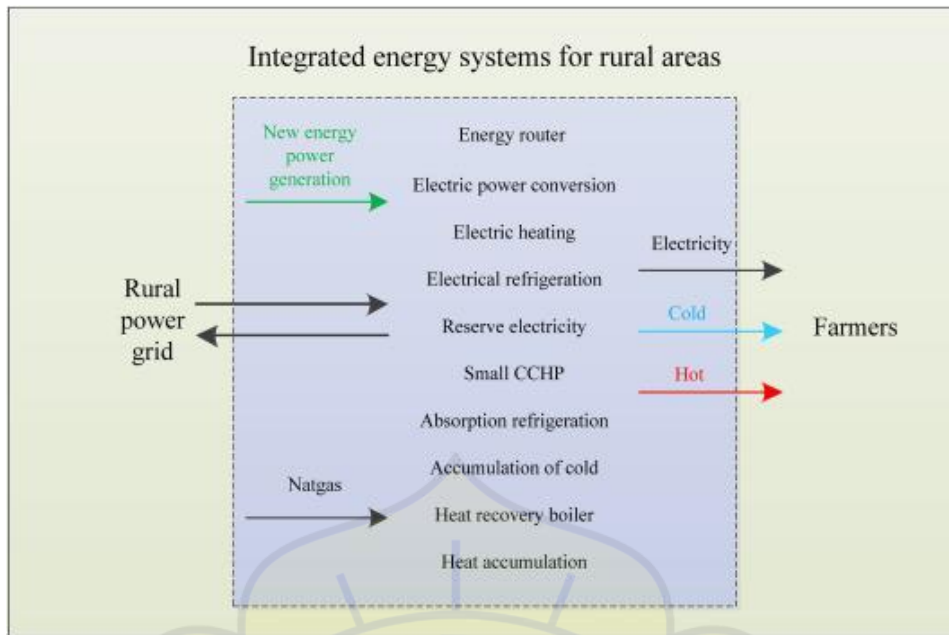 Integrated energy systems for rural areas
New energy
power
generation
Energy router
Electric power conversion
Electric heating
Electrical refrigeration
Reserve electricity
Small CCHP
Absorption refrigeration
Accumulation of cold
Heat recovery boiler
Heat accumulation
Rural
power
grid
Natgas
Electricity
Cold
Hot
Farmers